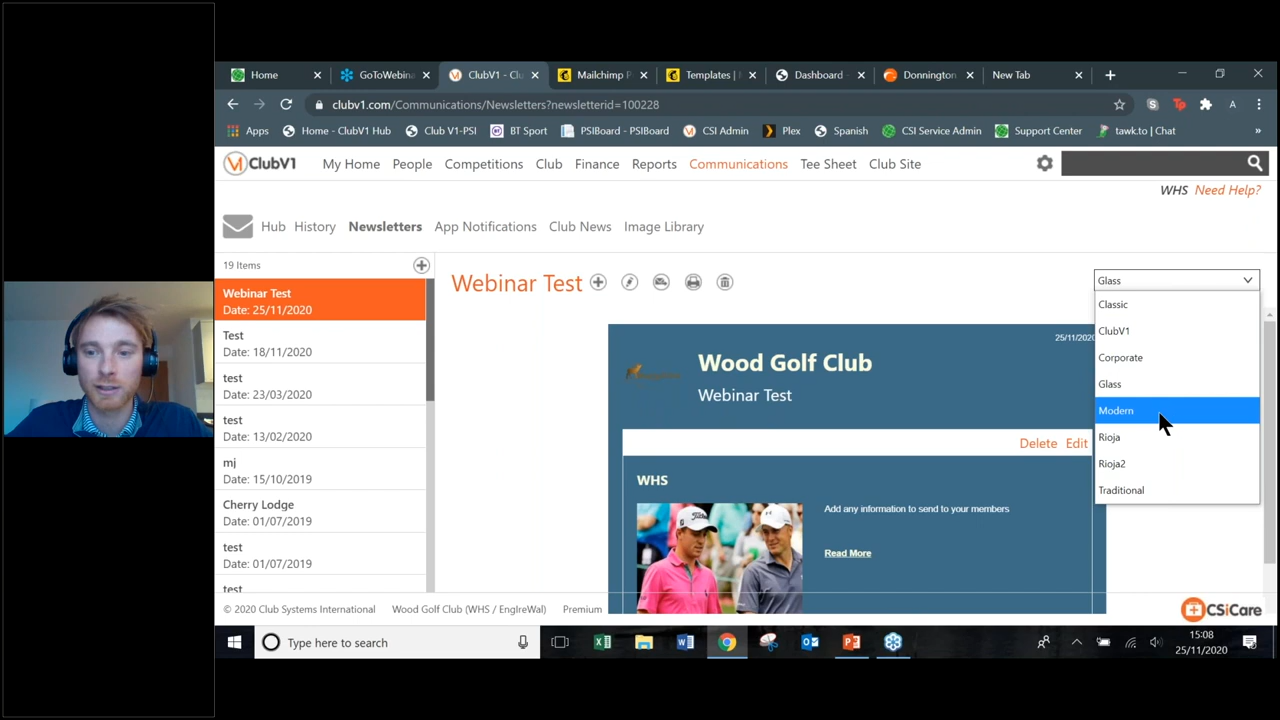 Home
GoToWebina
ClubV1 - Clu
Mailchimp P
Templates |
Dashboard -
Donnington
New Tab
clubv1.com/Communications/Newsletters?newsletterid=100228
A
Apps
Home - ClubV1 Hub
Club V1-PSI
BT Sport
PSIBoard - PSIBoard
CSI Admin
Plex
Spanish
CSI Service Admin
Support Center
tawk.to | Chat
»
V1 ClubV1
My Home
People
Competitions
Club
Finance
Reports
Communications
Tee Sheet
Club Site
WHS Need Help?
Hub
History
Newsletters
App Notifications
Club News
Image Library
19 Items
Webinar Test
Date: 25/11/2020
Test
Date: 18/11/2020
test
Date: 23/03/2020
test
Date: 13/02/2020
mj
Date: 15/10/2019
Cherry Lodge
Date: 01/07/2019
test
Date: 01/07/2019
test
Webinar Test
Glass
Classic
ClubV1
Corporate
Glass
Modern
Rioja
Rioja2
Traditional
25/11/2020
Wood Golf Club
Webinar Test
Delete Edit
WHS
Add any information to send to your members
Read More
Titleist
© 2020 Club Systems International
Wood Golf Club (WHS / EnglreWal)
Premium
CSiCare
Type here to search
15:08
25/11/2020